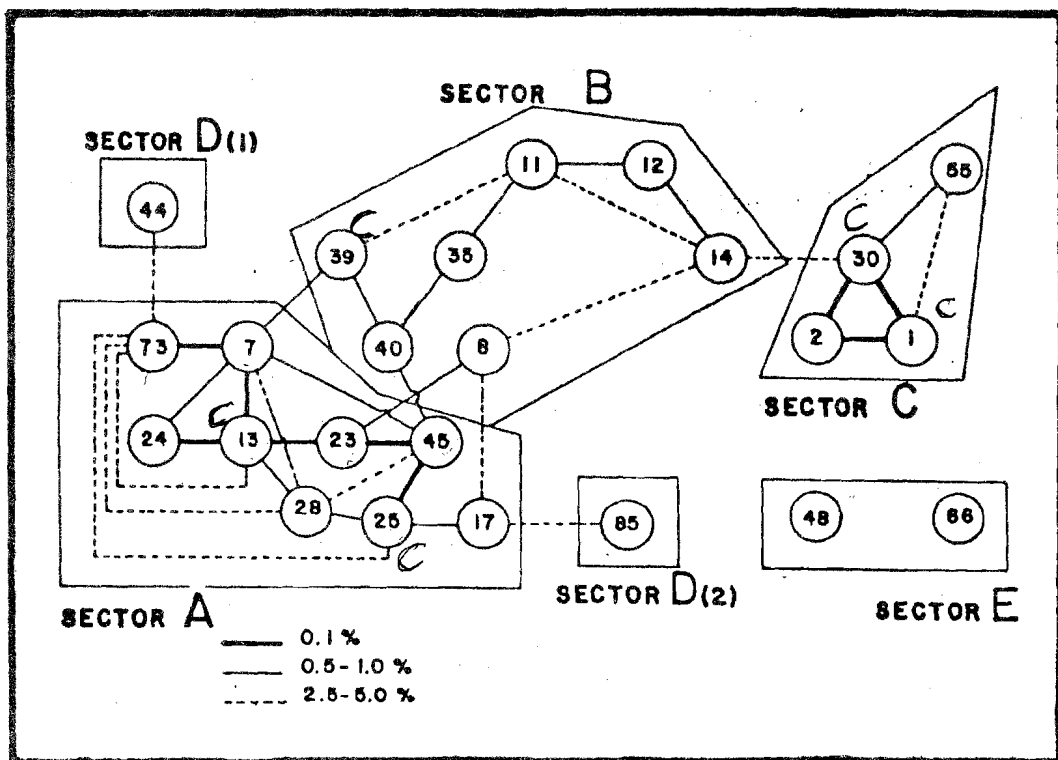 SECTOR B
SECTOR D(1)
11 12 55
44
C C
39 35 14 30
C
73 7 40 8 2 1
SECTOR C
C
24 13 23 45
28 25 17 85 48 66
C
SECTOR D(2)
SECTOR E
SECTOR A
0.1 %
0.5-1.0 %
2.5-5.0 %